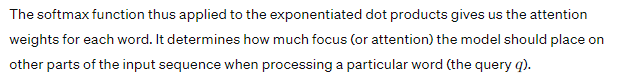 The softmax function thus applied to the exponentiated dot products gives us the attention
weights for each word. It determines how much focus (or attention) the model should place on
other parts of the input sequence when processing a particular word (the query q).